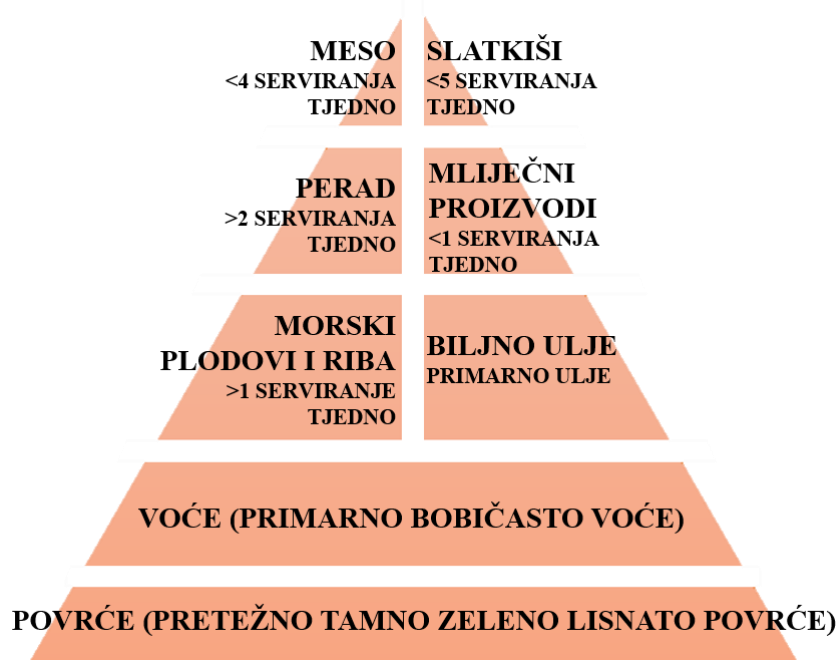 MESO
<4 SERVIRANJA
TJEDNO
SLATKIŠI
<5 SERVIRANJA
TJEDNO
PERAD
>2 SERVIRANJA
TJEDNO
MLIJEČNI
PROIZVODI
<1 SERVIRANJA
TJEDNO
MORSKI
PLODOVI I RIBA
>1 SERVIRANJE
TJEDNO
BILJNO ULJE
PRIMARNO ULJE
VOĆE (PRIMARNO BOBIČASTO VOĆE)
POVRĆE (PRETEŽNO TAMNO ZELENO LISNATO POVRĆE)